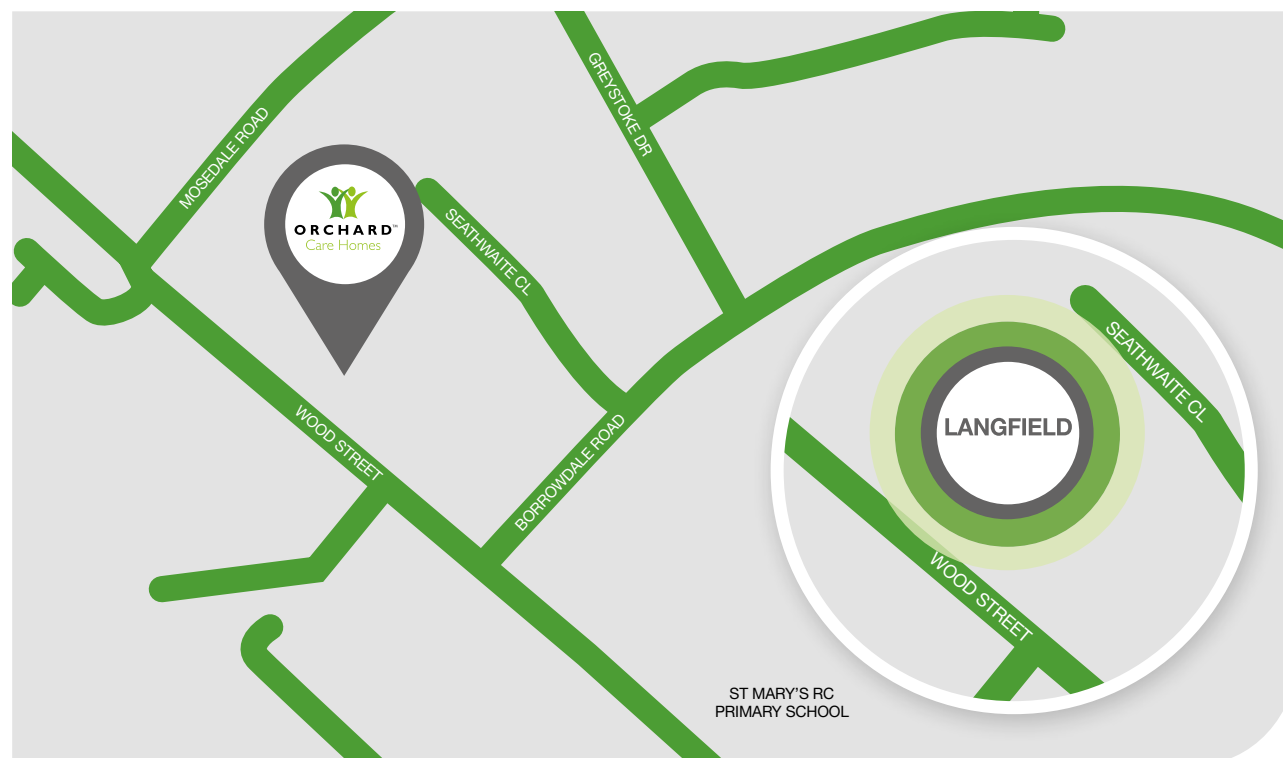 GREYSTOKE DR
MOSEDALE ROAD
ORCHARD™
Care Homes
SEATHWAITE CL
WOOD STREET
BORROWDALE ROAD
SEATHWAITE CL
LANGFIELD
WOOD STREET
ST MARY'S RC
PRIMARY SCHOOL